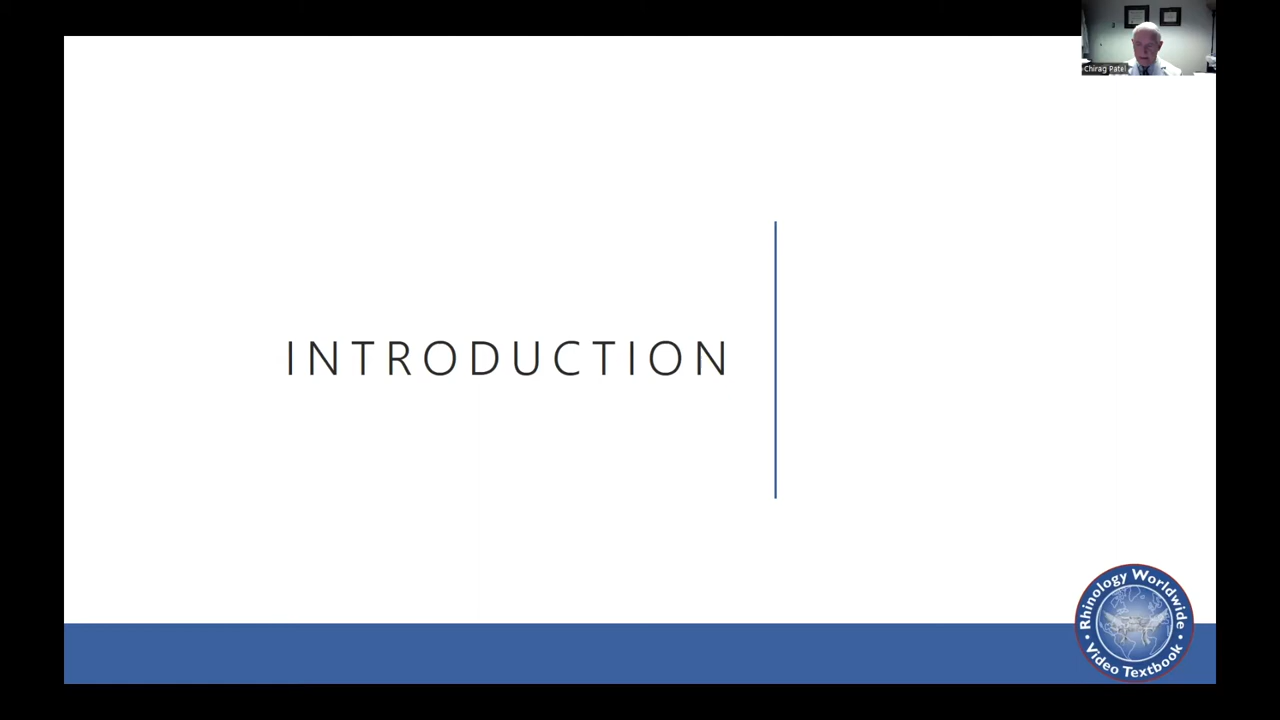 Chirag Patel
INTRODUCTION
Rhinology Worldwide
• Video Textbook •